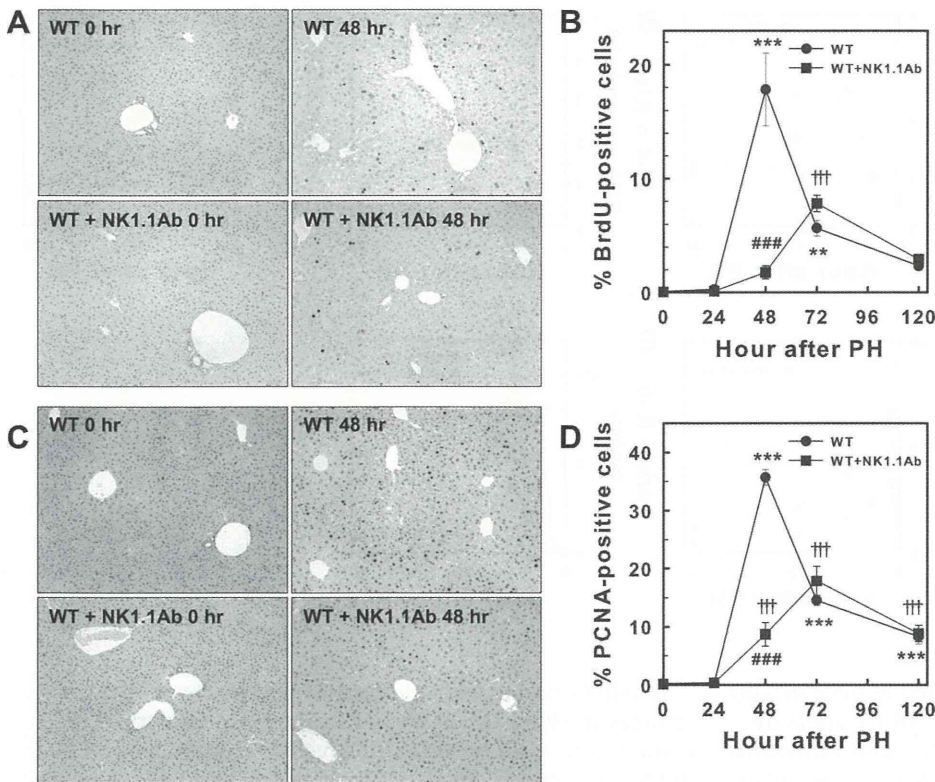 A
WT 0 hr
WT 48 hr
WT + NK1.1Ab 0 hr
WT + NK1.1Ab 48 hr
B
% BrdU-positive cells
20
10
0
***
WT
WT+NK1.1Ab
†††
###
**
0 24 48 72 96 120
Hour after PH
C
WT 0 hr
WT 48 hr
WT + NK1.1Ab 0 hr
WT + NK1.1Ab 48 hr
D
% PCNA-positive cells
40
30
20
10
0
***
WT
WT+NK1.1Ab
†††
†††
†††
***
###
***
0 24 48 72 96 120
Hour after PH